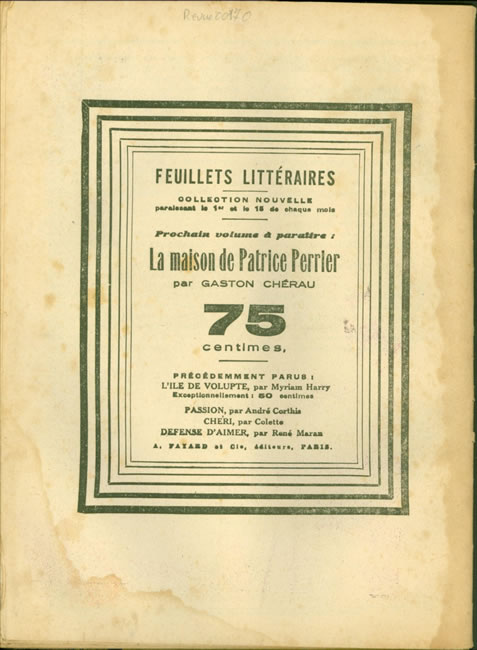 FEUILLETS LITTÉRAIRES
COLLECTION NOUVELLE
paraissant le 1er et le 15 de chaque mois
Prochain volume à paraître :
La maison de Patrice Perrier
par GASTON CHÉRAU
75
centimes,
PRÉCÉDEMMENT PARUS :
L'ILE DE VOLUPTE, par Myriam Harry
Exceptionnellement : 50 centimes
PASSION, par André Corthis
CHERI, par Colette
DEFENSE D'AIMER, par René Maran
A. FAYARD et Cie, éditeurs, PARIS.